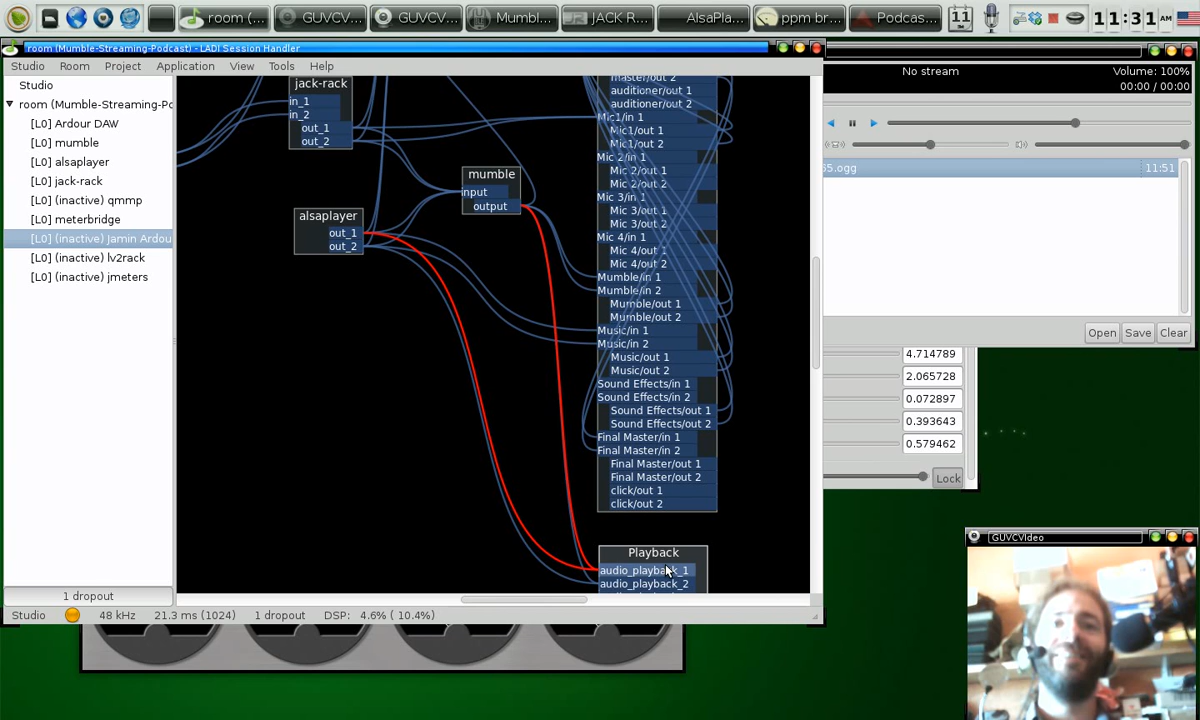 room (...
GUVCV...
GUVCV...
Mumbl...
JACK R...
AlsaPla...
ppm br...
Podcas...
11
11:31 AM
room (Mumble-Streaming-Podcast) - LADI Session Handler
Studio Room Project Application View Tools Help
Studio
room (Mumble-Streaming-Pc
[L0] Ardour DAW
[L0] mumble
[L0] alsaplayer
[L0] jack-rack
[L0] (inactive) qmmp
[L0] meterbridge
[L0] (inactive) Jamin Ardou
[L0] (inactive) lv2rack
[L0] (inactive) jmeters
1 dropout
jack-rack
in_1
in_2
out_1
out_2
alsaplayer
out_1
out_2
mumble
input
output
master/out 2
auditioner/out 1
auditioner/out 2
Mic1/in 1
Mic1/out 1
Mic1/out 2
Mic 2/in 1
Mic 2/out 1
Mic 2/out 2
Mic 3/in 1
Mic 3/out 1
Mic 3/out 2
Mic 4/in 1
Mic 4/out 1
Mic 4/out 2
Mumble/in 1
Mumble/in 2
Mumble/out 1
Mumble/out 2
Music/in 1
Music/in 2
Music/out 1
Music/out 2
Sound Effects/in 1
Sound Effects/in 2
Sound Effects/out 1
Sound Effects/out 2
Final Master/in 1
Final Master/in 2
Final Master/out 1
Final Master/out 2
click/out 1
click/out 2
Playback
audio_playback_1
audio_playback_2
Studio 48 kHz 21.3 ms (1024) 1 dropout DSP: 4.6% ( 10.4%)
No stream
Volume: 100%
00:00 / 00:00
55.ogg 11:51
Open Save Clear
4.714789
2.065728
0.072897
0.393643
0.579462
Lock
GUVCVideo